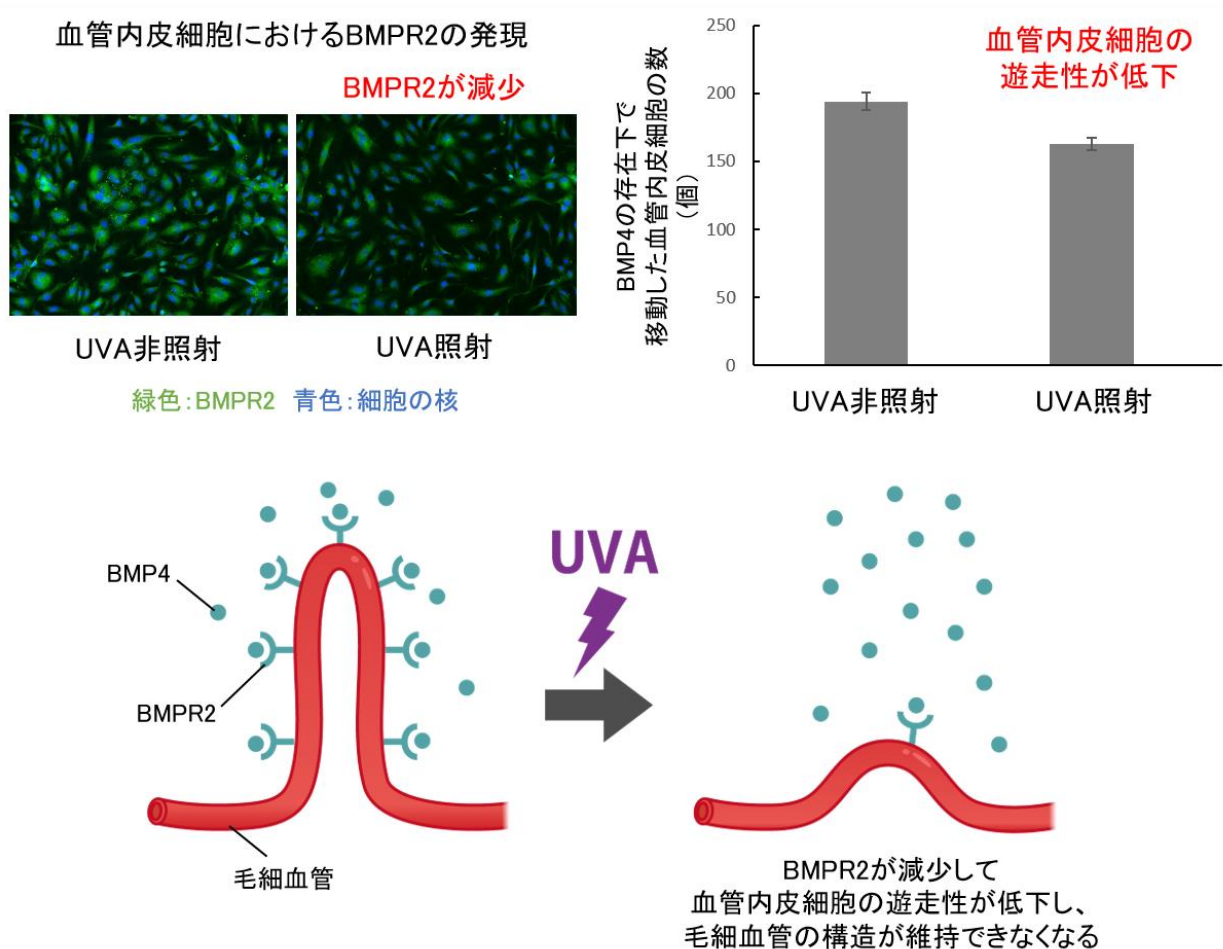 血管内皮細胞におけるBMPR2の発現
BMPR2が減少
UVA非照射
UVA照射
緑色：BMPR2 青色：細胞の核
BMP4の存在下で
移動した血管内皮細胞の数
（個）
250
200
150
100
50
0
血管内皮細胞の
遊走性が低下
UVA非照射
UVA照射
BMP4
BMPR2
毛細血管
UVA
BMPR2が減少して
血管内皮細胞の遊走性が低下し、
毛細血管の構造が維持できなくなる